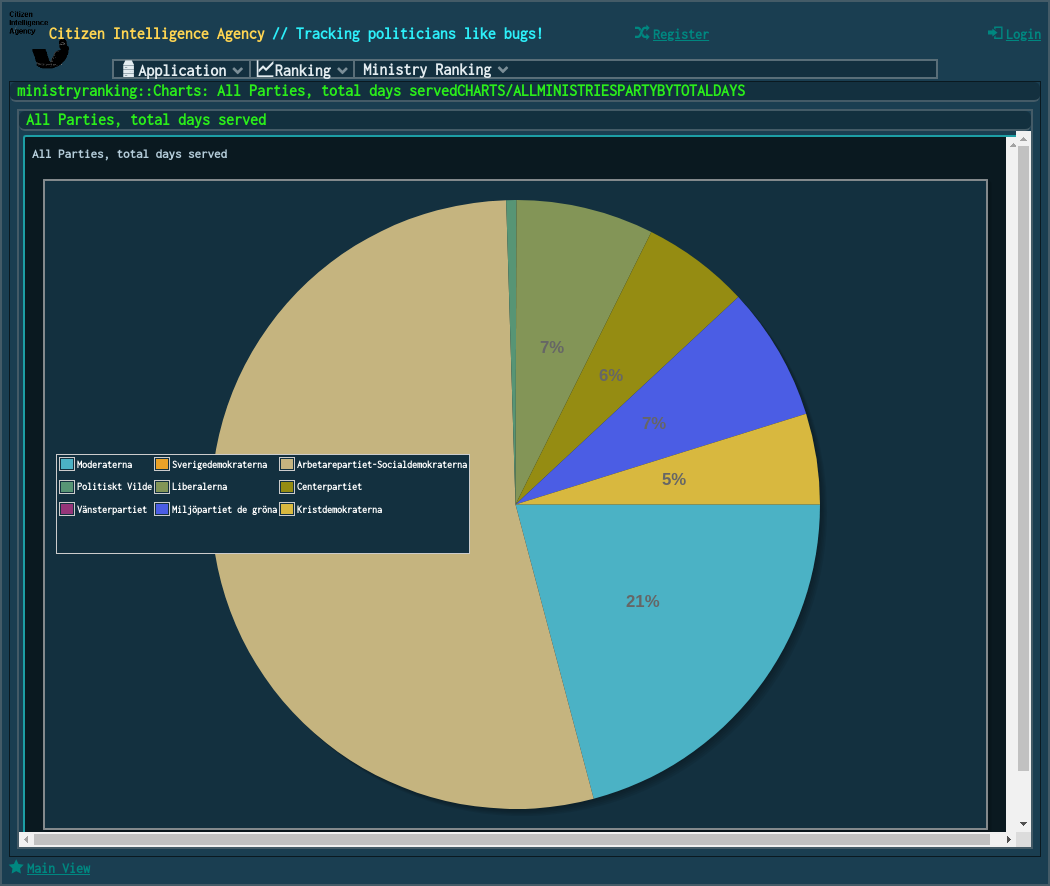 Citizen
Intelligence
Agency
Citizen Intelligence Agency // Tracking politicians like bugs!
Register
Login
Application
Ranking
Ministry Ranking
ministryranking::Charts: All Parties, total days servedCHARTS/ALLMINISTRIESPARTYBYTOTALDAYS
All Parties, total days served
All Parties, total days served
7%
6%
7%
5%
21%
Moderaterna Sverigedemokraterna Arbetarepartiet-Socialdemokraterna
Politiskt Vilde Liberalerna Centerpartiet
Vänsterpartiet Miljöpartiet de gröna Kristdemokraterna
Main View